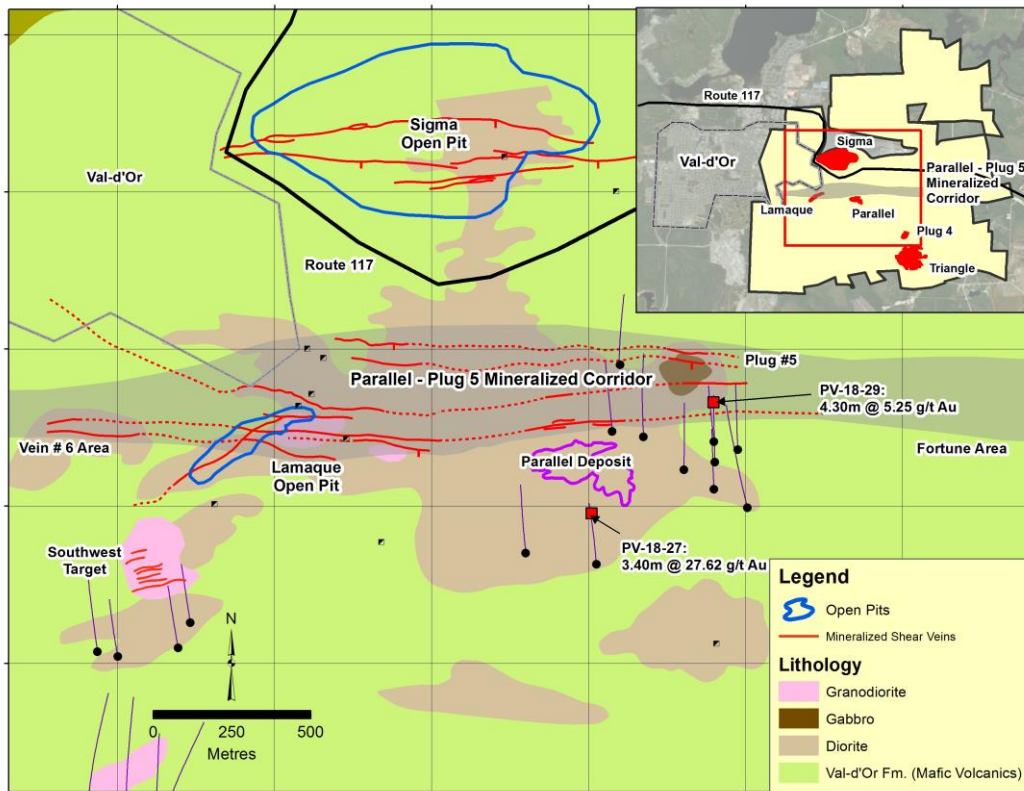 Sigma
Open Pit
Val-d'Or
Route 117
Route 117
Val-d'Or
Sigma
Parallel - Plug 5
Mineralized
Corridor
Lamaque
Parallel
Plug 4
Triangle
Plug #5
Parallel - Plug 5 Mineralized Corridor
PV-18-29:
4.30m @ 5.25 g/t Au
Vein # 6 Area
Lamaque
Open Pit
Parallel Deposit
Fortune Area
Southwest
Target
PV-18-27:
3.40m @ 27.62 g/t Au
N
0 250 500
Metres
Legend
Open Pits
Mineralized Shear Veins
Lithology
Granodiorite
Gabbro
Diorite
Val-d'Or Fm. (Mafic Volcanics)